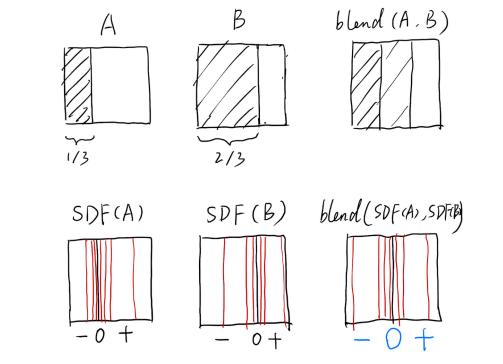 A B blend(A.B)
1/3 2/3
SDF(A) SDF(B) blend(SDF(A), SDF(B)
- 0 + - 0 + - 0 +